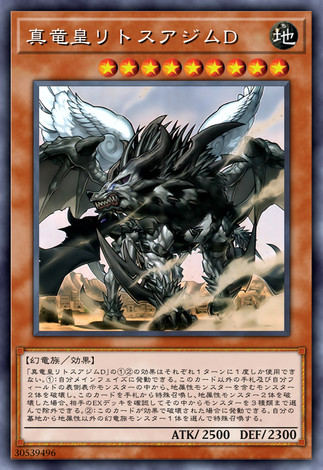 真竜皇リトスアジムD
地
【幻竜族／効果】
「真竜皇リトスアジムD」の①②の効果はそれぞれ１ターンに１度しか使用で
きない。①：自分メインフェイズに発動できる。このカード以外の手札及び自分フ
ィールドの表側表示モンスターの中から、地属性モンスターを含むモンスター
２体を破壊し、このカードを手札から特殊召喚し、地属性モンスター２体を破
壊した場合、相手のEXデッキを確認してその中からモンスターを３種類まで選
んで除外できる。②：このカードが効果で破壊された場合に発動できる。自分の
墓地から地属性以外の幻竜族モンスター１体を選んで特殊召喚する。
ATK/ 2500 DEF/2300
30539496